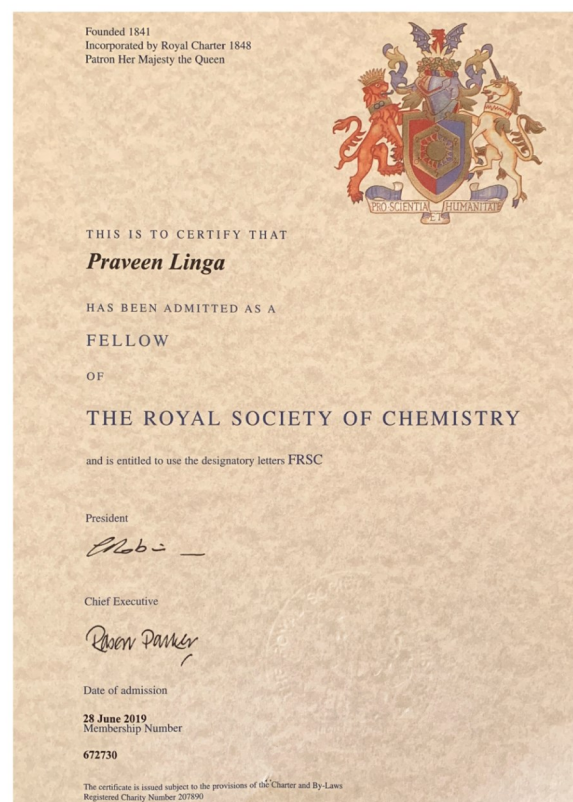 Founded 1841
Incorporated by Royal Charter 1848
Patron Her Majesty the Queen
PRO SCIENTIA ET HUMANITATE
THIS IS TO CERTIFY THAT
Praveen Linga
HAS BEEN ADMITTED AS A
FELLOW
OF
THE ROYAL SOCIETY OF CHEMISTRY
and is entitled to use the designatory letters FRSC
President
Chief Executive
Date of admission
28 June 2019
Membership Number
672730
The certificate is issued subject to the provisions of the Charter and By-Laws
Registered Charity Number 207890